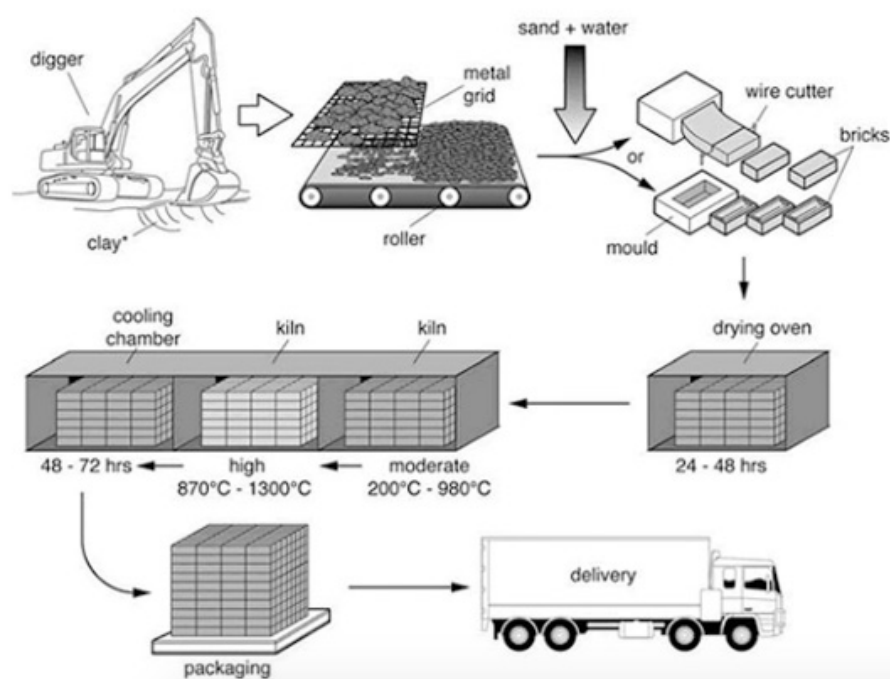 digger
clay*
metal
grid
roller
sand + water
or
wire cutter
bricks
mould
drying oven
24 - 48 hrs
kiln
moderate
200°C - 980°C
kiln
high
870°C - 1300°C
cooling
chamber
48 - 72 hrs
packaging
delivery